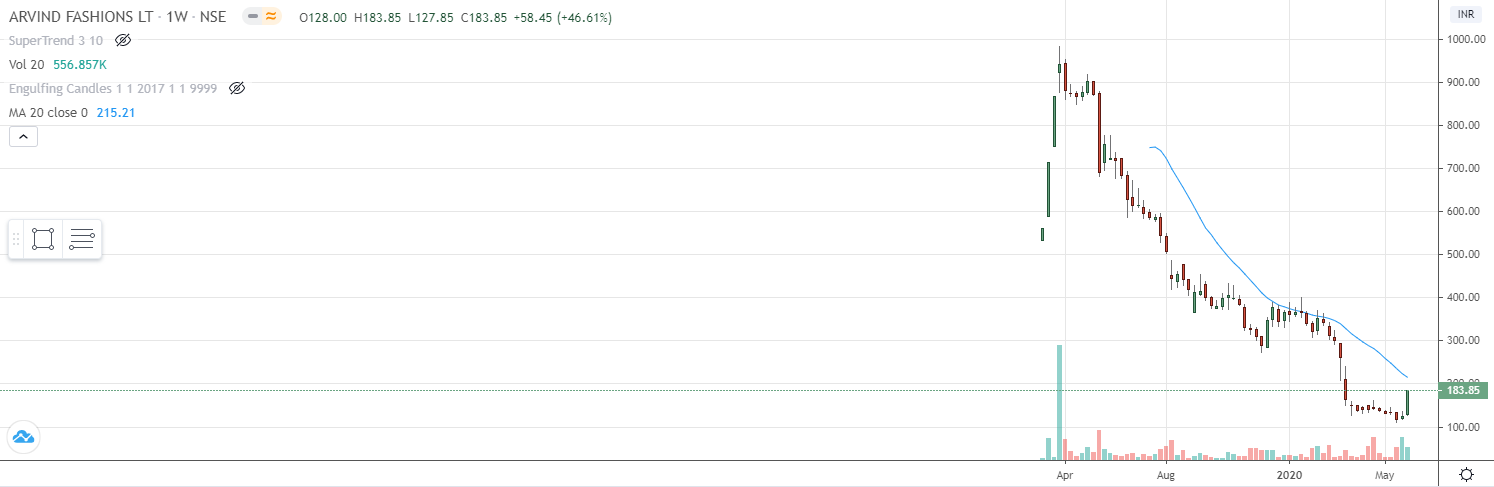 ARVIND FASHIONS LT · 1W · NSE O128.00 H183.85 L127.85 C183.85 +58.45 (+46.61%)
INR
SuperTrend 3 10
Vol 20 556.857K
Engulfing Candles 1 1 2017 1 1 9999
MA 20 close 0 215.21
1000.00
900.00
800.00
700.00
600.00
500.00
400.00
300.00
200.00
183.85
100.00
Apr Aug 2020 May